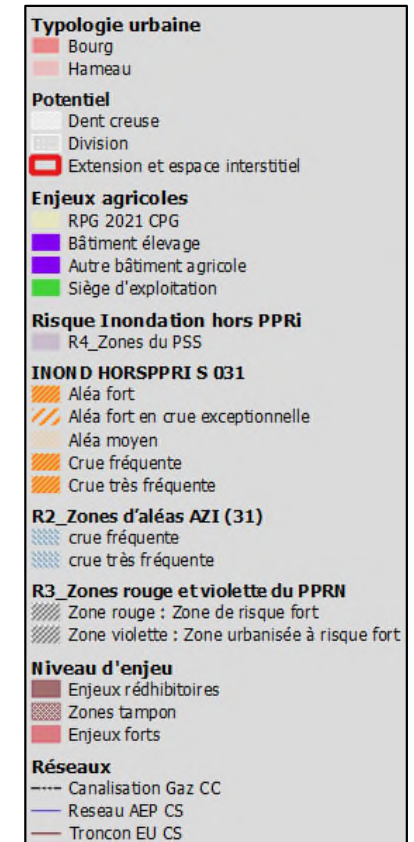 Typologie urbaine
Bourg
Hameau
Potentiel
Dent creuse
Division
Extension et espace interstitiel
Enjeux agricoles
RPG 2021 CPG
Bâtiment élevage
Autre bâtiment agricole
Siège d'exploitation
Risque Inondation hors PPRi
R4_Zones du PSS
INOND HORSPPRI S 031
Aléa fort
Aléa fort en crue exceptionnelle
Aléa moyen
Crue fréquente
Crue très fréquente
R2_Zones d'aléas AZI (31)
crue fréquente
crue très fréquente
R3_Zones rouge et violette du PPRN
Zone rouge : Zone de risque fort
Zone violette : Zone urbanisée à risque fort
Niveau d'enjeu
Enjeux rédhibitoires
Zones tampon
Enjeux forts
Réseaux
Canalisation Gaz CC
Reseau AEP CS
Troncon EU CS